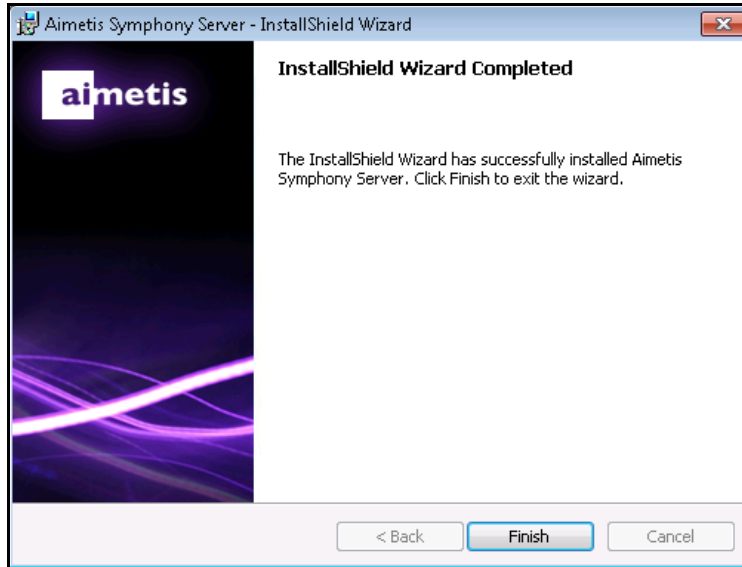 Aimetis Symphony Server - InstallShield Wizard
aimetis
InstallShield Wizard Completed
The InstallShield Wizard has successfully installed Aimetis
Symphony Server. Click Finish to exit the wizard.
< Back
Finish
Cancel